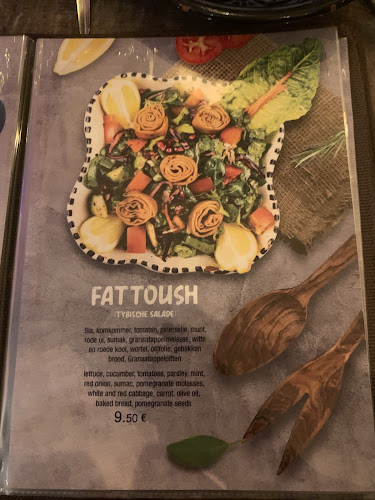 FATTOUSH
(TYBISCHE SALADE)
Sla, komkommer, tomaten, peterselie, munt,
rode ui, sumak, granaatappelmelasse, witte
en roede kool, wortel, olijfolie, gebakken
brood, Granaatappelpitten
lettuce, cucumber, tomatoes, parsley, mint,
red onion, sumac, pomegranate molasses,
white and red cabbage, carrot, olive oil,
baked bread, pomegranate seeds
9.50 €